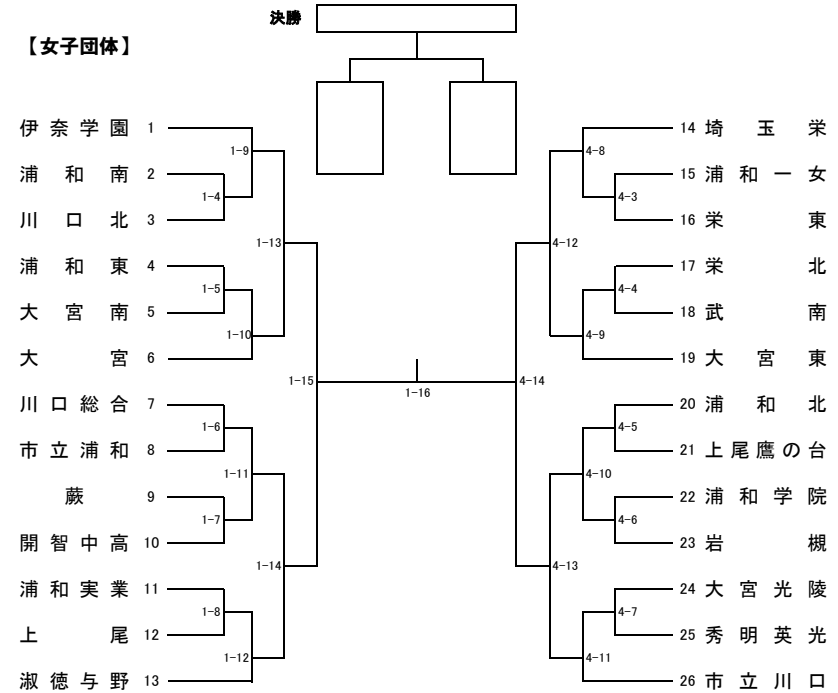 決勝
【女子団体】
伊奈学園 1
浦和南 2
川口北 3
浦和東 4
大宮南 5
大宮 6
川口総合 7
市立浦和 8
蕨 9
開智中高 10
浦和実業 11
上尾 12
淑徳与野 13
1-9
1-4
1-13
1-5
1-10
1-15
1-6
1-11
1-7
1-14
1-8
1-12
1-16
4-8
4-3
4-12
4-4
4-9
4-14
4-5
4-10
4-6
4-13
4-7
4-11
14 埼玉栄
15 浦和一女
16 栄東
17 栄北
18 武南
19 大宮東
20 浦和北
21 上尾鷹の台
22 浦和学院
23 岩槻
24 大宮光陵
25 秀明英光
26 市立川口